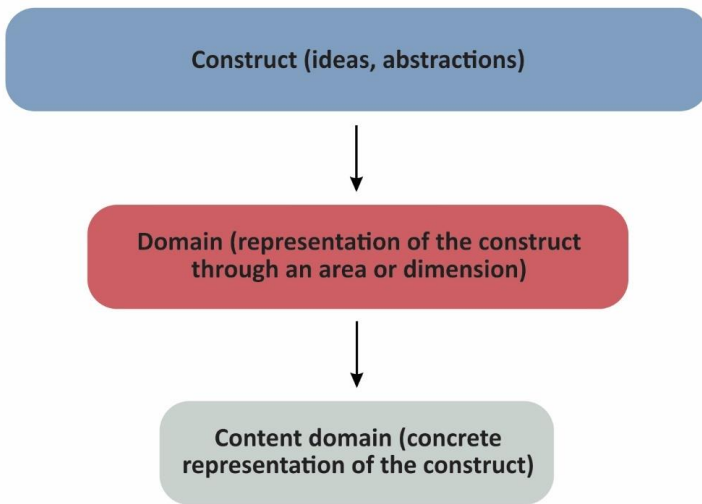 Construct (ideas, abstractions)
Domain (representation of the construct
through an area or dimension)
Content domain (concrete
representation of the construct)